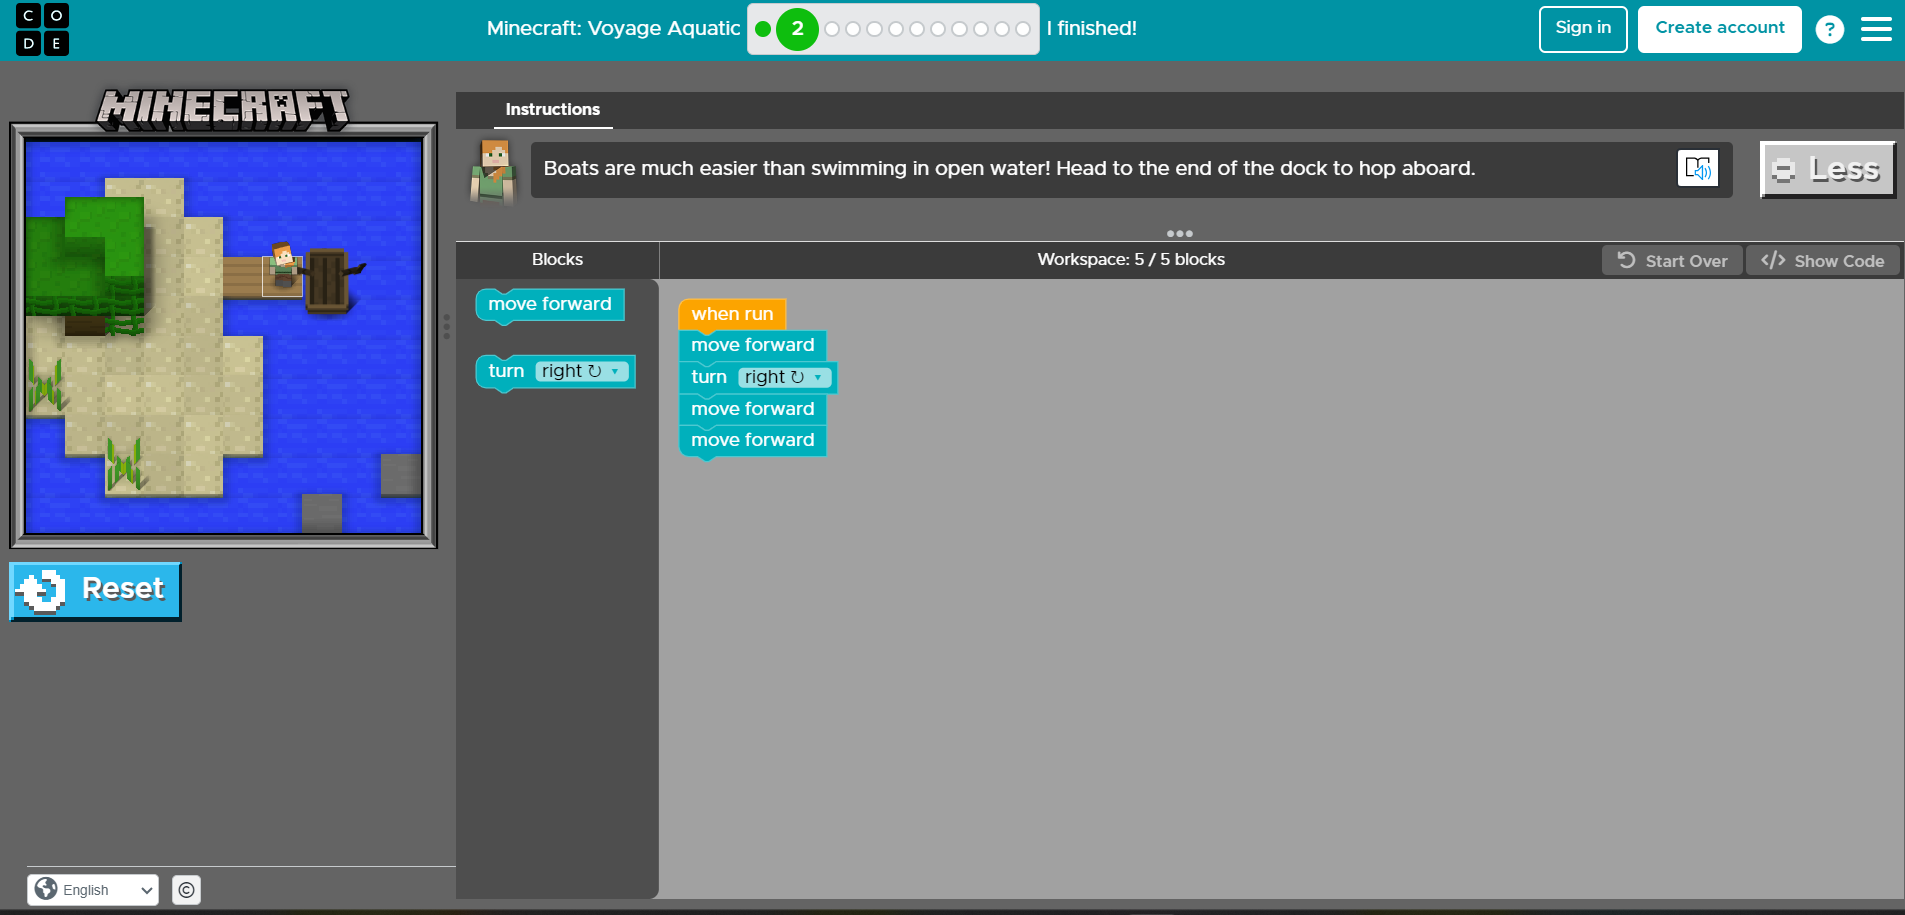 C O
D E
Minecraft: Voyage Aquatic
2
I finished!
Sign in
Create account
?
MINECRAFT
Instructions
Boats are much easier than swimming in open water! Head to the end of the dock to hop aboard.
Less
Blocks
Workspace: 5 / 5 blocks
Start Over
</> Show Code
move forward
turn right ↻
when run
move forward
turn right ↻
move forward
move forward
Reset
English
©